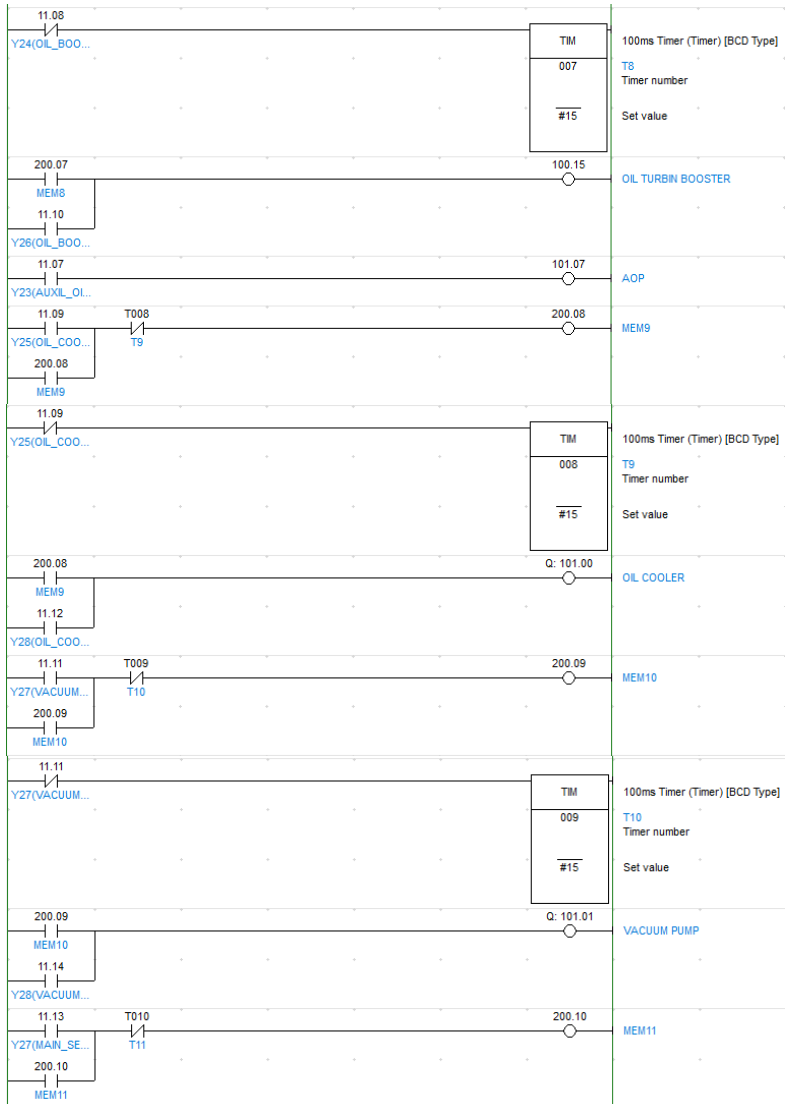 11.08
Y24(OIL_BOO...
TIM
100ms Timer (Timer) [BCD Type]
007
T8
Timer number
#15
Set value
200.07
100.15
MEM8
OIL TURBIN BOOSTER
11.10
Y26(OIL_BOO...
11.07
101.07
Y23(AUXIL_OI...
AOP
11.09
T008
200.08
Y25(OIL_COO...
T9
MEM9
200.08
MEM9
11.09
Y25(OIL_COO...
TIM
100ms Timer (Timer) [BCD Type]
008
T9
Timer number
#15
Set value
200.08
Q: 101.00
MEM9
OIL COOLER
11.12
Y28(OIL_COO...
11.11
T009
200.09
Y27(VACUUM...
T10
MEM10
200.09
MEM10
11.11
Y27(VACUUM...
TIM
100ms Timer (Timer) [BCD Type]
009
T10
Timer number
#15
Set value
200.09
Q: 101.01
MEM10
VACUUM PUMP
11.14
Y28(VACUUM...
11.13
T010
200.10
Y27(MAIN_SE...
T11
MEM11
200.10
MEM11